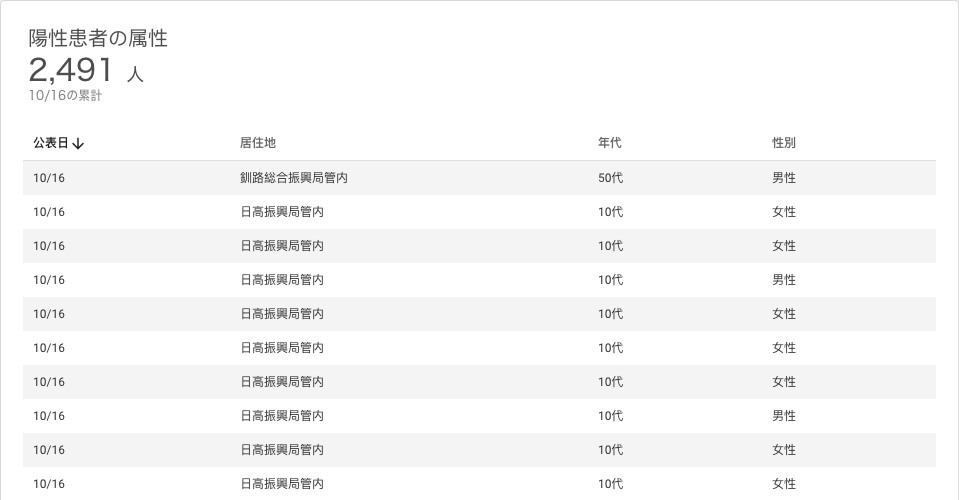 陽性患者の属性
2,491 人
10/16の累計
公表日↓ 居住地 年代 性別
10/16 釧路総合振興局管内 50代 男性
10/16 日高振興局管内 10代 女性
10/16 日高振興局管内 10代 女性
10/16 日高振興局管内 10代 男性
10/16 日高振興局管内 10代 女性
10/16 日高振興局管内 10代 女性
10/16 日高振興局管内 10代 女性
10/16 日高振興局管内 10代 男性
10/16 日高振興局管内 10代 女性
10/16 日高振興局管内 10代 女性